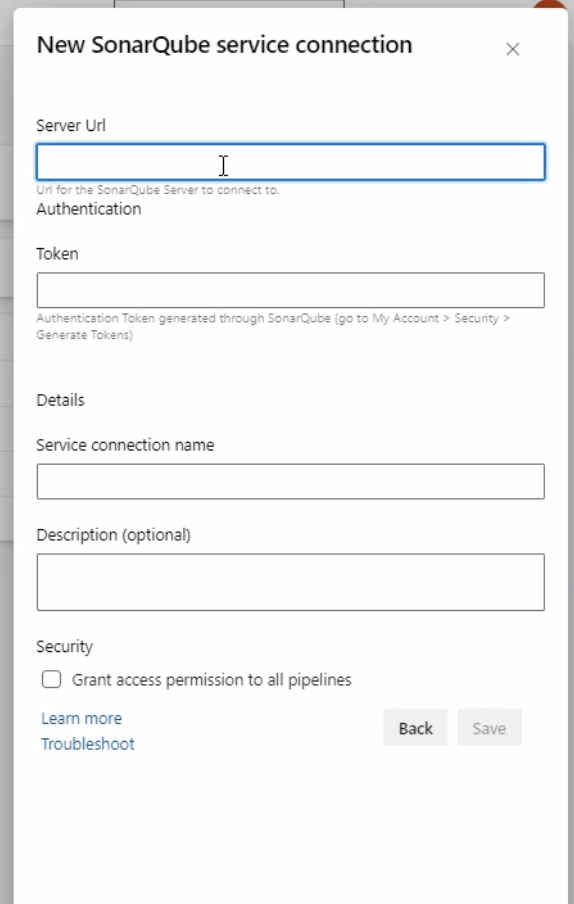 New SonarQube service connection
Server Url
Url for the SonarQube Server to connect to.
Authentication
Token
Authentication Token generated through SonarQube (go to My Account > Security >
Generate Tokens)
Details
Service connection name
Description (optional)
Security
Grant access permission to all pipelines
Learn more
Back
Save
Troubleshoot